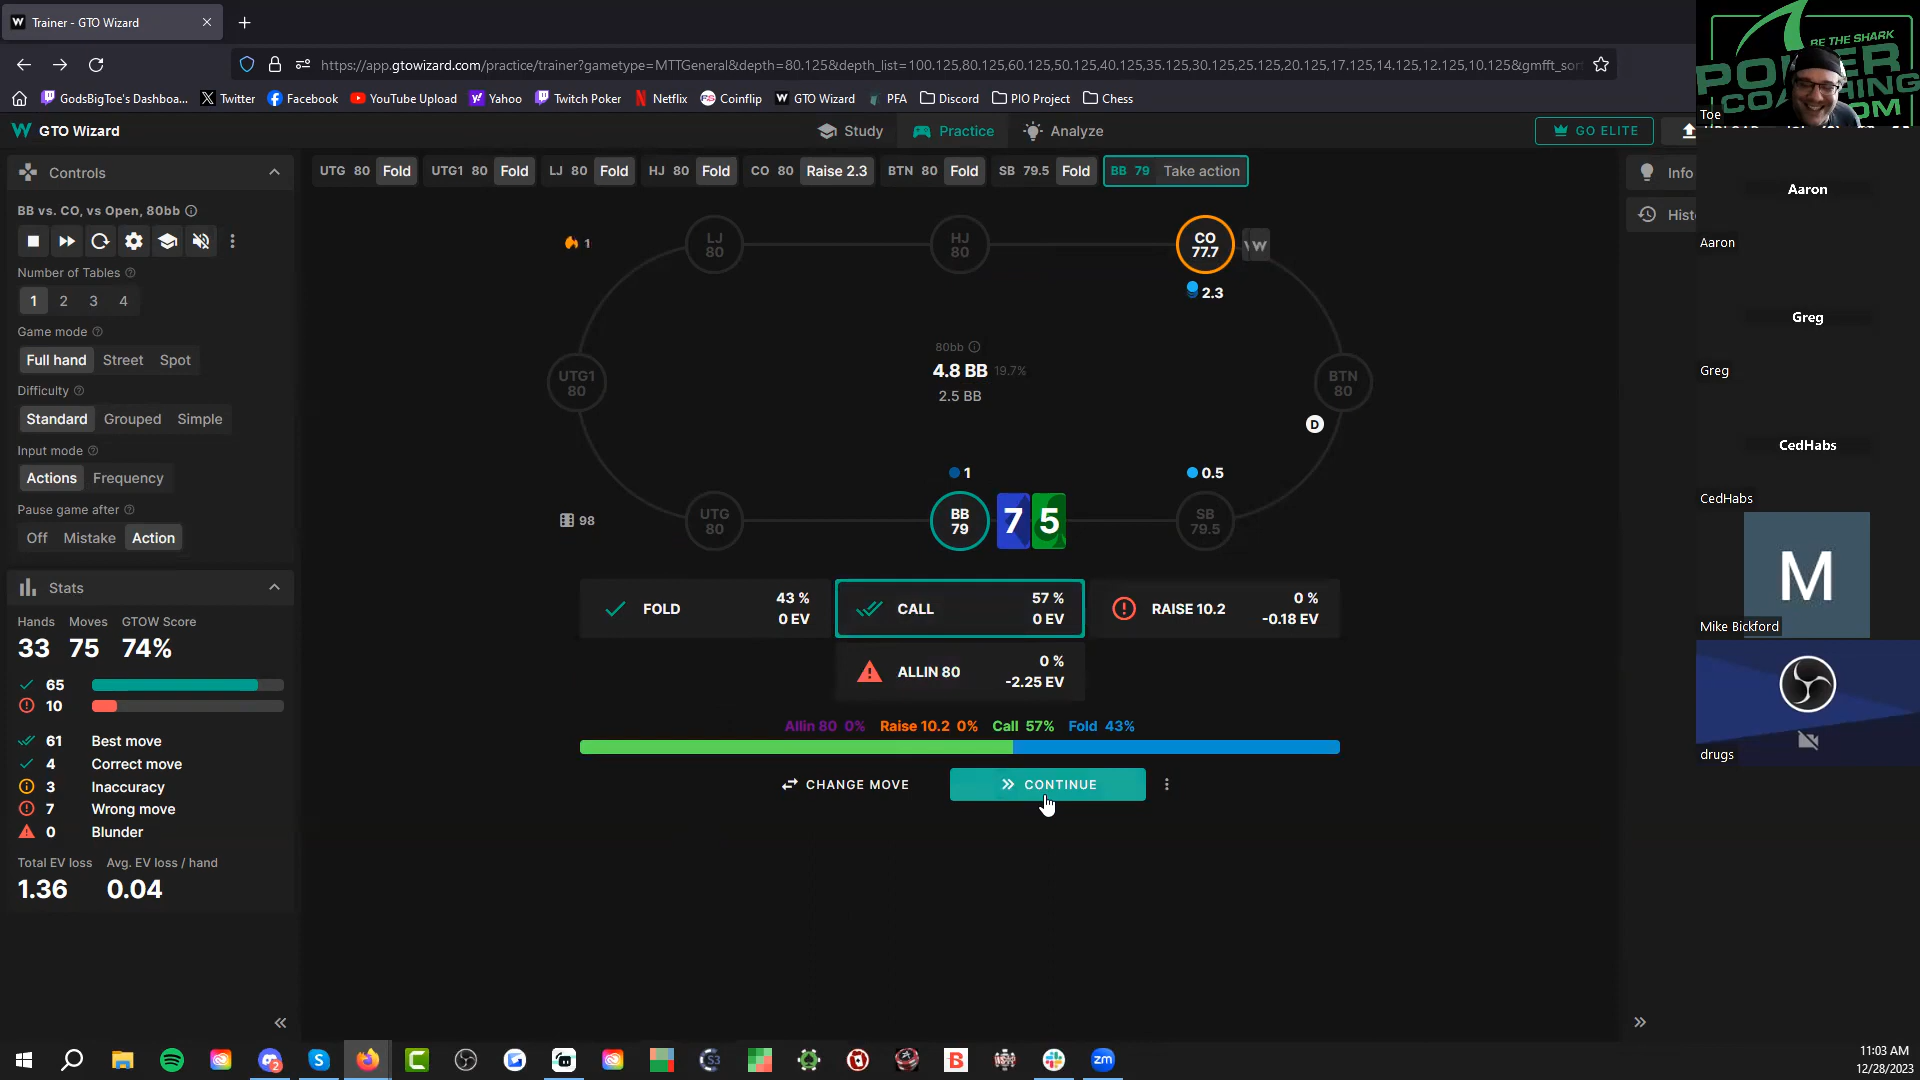 Trainer - GTO Wizard
https://app.gtowizard.com/practice/trainer?gametype=MTTGeneral&depth=80.125&depth_list=100.125,80.125,60.125,50.125,40.125,35.125,30.125,25.125,20.125,17.125,14.125,12.125,10.125&gmfft_sor
GodsBigToe's Dashboa... Twitter Facebook YouTube Upload Yahoo Twitch Poker Netflix Coinflip GTO Wizard PFA Discord PIO Project Chess
GTO Wizard
Study Practice Analyze
GO ELITE
Controls
UTG 80 Fold UTG1 80 Fold LJ 80 Fold HJ 80 Fold CO 80 Raise 2.3 BTN 80 Fold SB 79.5 Fold BB 79 Take action
Info
BB vs. CO, vs Open, 80bb
Number of Tables
1 2 3 4
Game mode
Full hand Street Spot
Difficulty
Standard Grouped Simple
Input mode
Actions Frequency
Pause game after
Off Mistake Action
Stats
Hands Moves GTOW Score
33 75 74%
65
10
61 Best move
4 Correct move
3 Inaccuracy
7 Wrong move
0 Blunder
Total EV loss Avg. EV loss / hand
1.36 0.04
1
LJ
80
HJ
80
CO
77.7
W
2.3
UTG1
80
80bb
4.8 BB 19.7%
2.5 BB
BTN
80
D
1
0.5
98
UTG
80
BB
79
7 5
SB
79.5
FOLD 43 %
0 EV
CALL 57 %
0 EV
RAISE 10.2 0 %
-0.18 EV
ALLIN 80 0 %
-2.25 EV
Allin 80 0% Raise 10.2 0% Call 57% Fold 43%
CHANGE MOVE CONTINUE
BE THE SHARK
POKER
COACHING
.COM
Toe
Aaron
Aaron
Greg
Greg
CedHabs
CedHabs
M
Mike Bickford
drugs
2
S3
B
zm
11:03 AM
12/28/2023